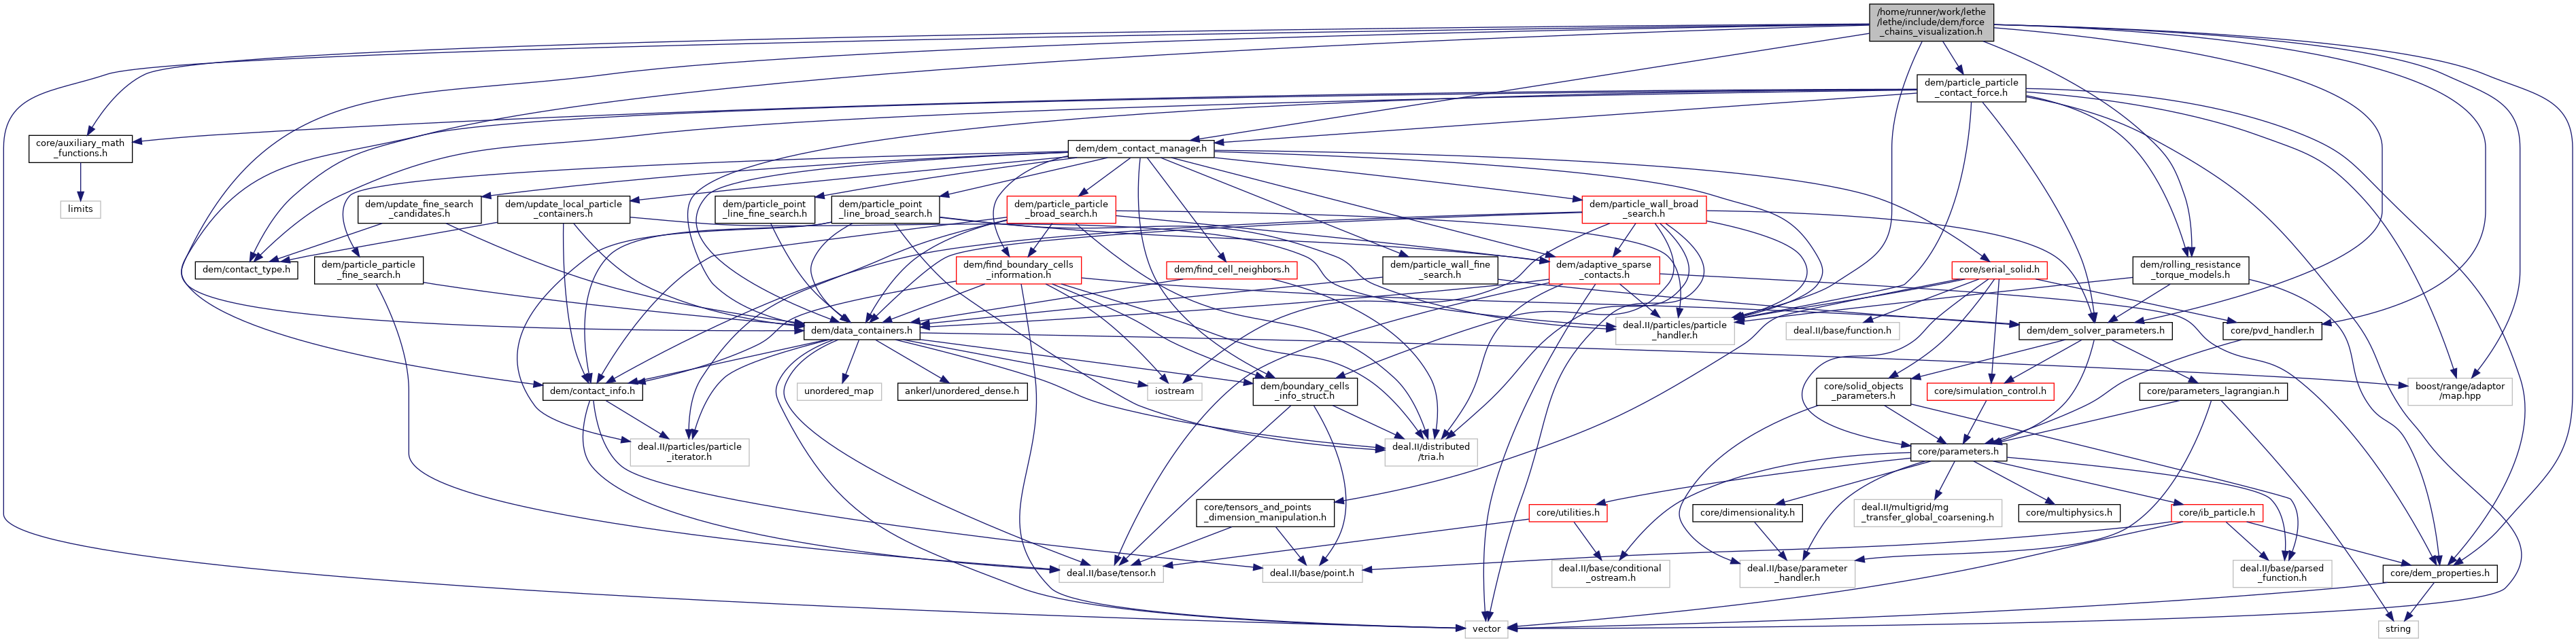 /home/runner/work/lethe
/lethe/include/dem/force
_chains_visualization.h
dem/particle_particle
_contact_force.h
core/auxiliary_math
_functions.h
dem/dem_contact_manager.h
limits
dem/update_fine_search
_candidates.h
dem/update_local_particle
_containers.h
dem/particle_point
_line_fine_search.h
dem/particle_point
_line_broad_search.h
dem/particle_particle
_broad_search.h
dem/particle_wall_broad
_search.h
dem/contact_type.h
dem/particle_particle
_fine_search.h
dem/find_boundary_cells
_information.h
dem/find_cell_neighbors.h
dem/particle_wall_fine
_search.h
dem/adaptive_sparse
_contacts.h
core/serial_solid.h
dem/rolling_resistance
_torque_models.h
dem/data_containers.h
deal.II/particles/particle
_handler.h
deal.II/base/function.h
dem/dem_solver_parameters.h
core/pvd_handler.h
dem/contact_info.h
unordered_map
ankerl/unordered_dense.h
iostream
dem/boundary_cells
_info_struct.h
core/solid_objects
_parameters.h
core/simulation_control.h
core/parameters_lagrangian.h
boost/range/adaptor
/map.hpp
deal.II/particles/particle
_iterator.h
deal.II/distributed
/tria.h
core/parameters.h
core/tensors_and_points
_dimension_manipulation.h
core/utilities.h
core/dimensionality.h
deal.II/multigrid/mg
_transfer_global_coarsening.h
core/multiphysics.h
core/ib_particle.h
deal.II/base/tensor.h
deal.II/base/point.h
deal.II/base/conditional
_ostream.h
deal.II/base/parameter
_handler.h
deal.II/base/parsed
_function.h
core/dem_properties.h
vector
string